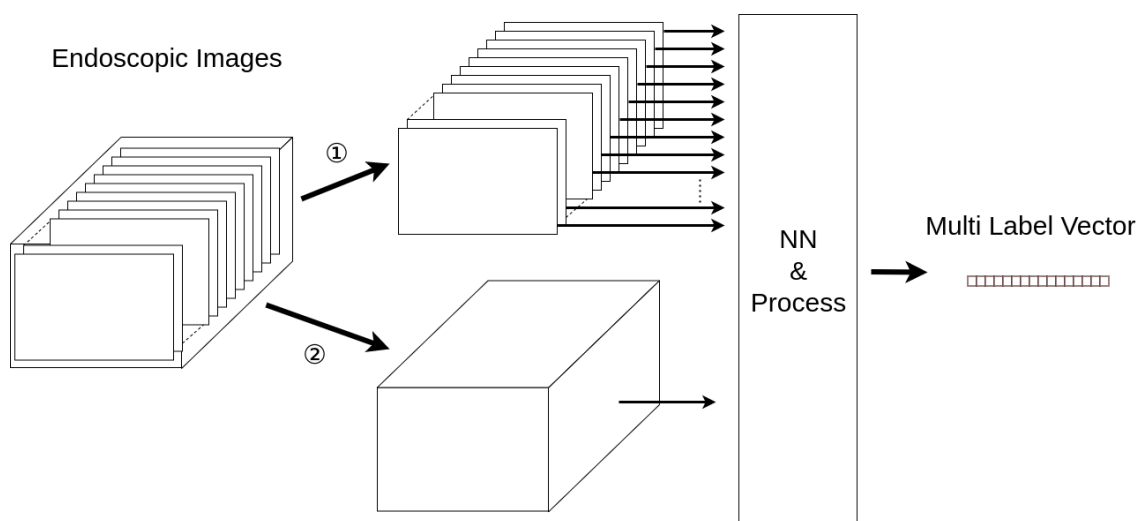 Endoscopic Images
①
②
NN
&
Process
Multi Label Vector